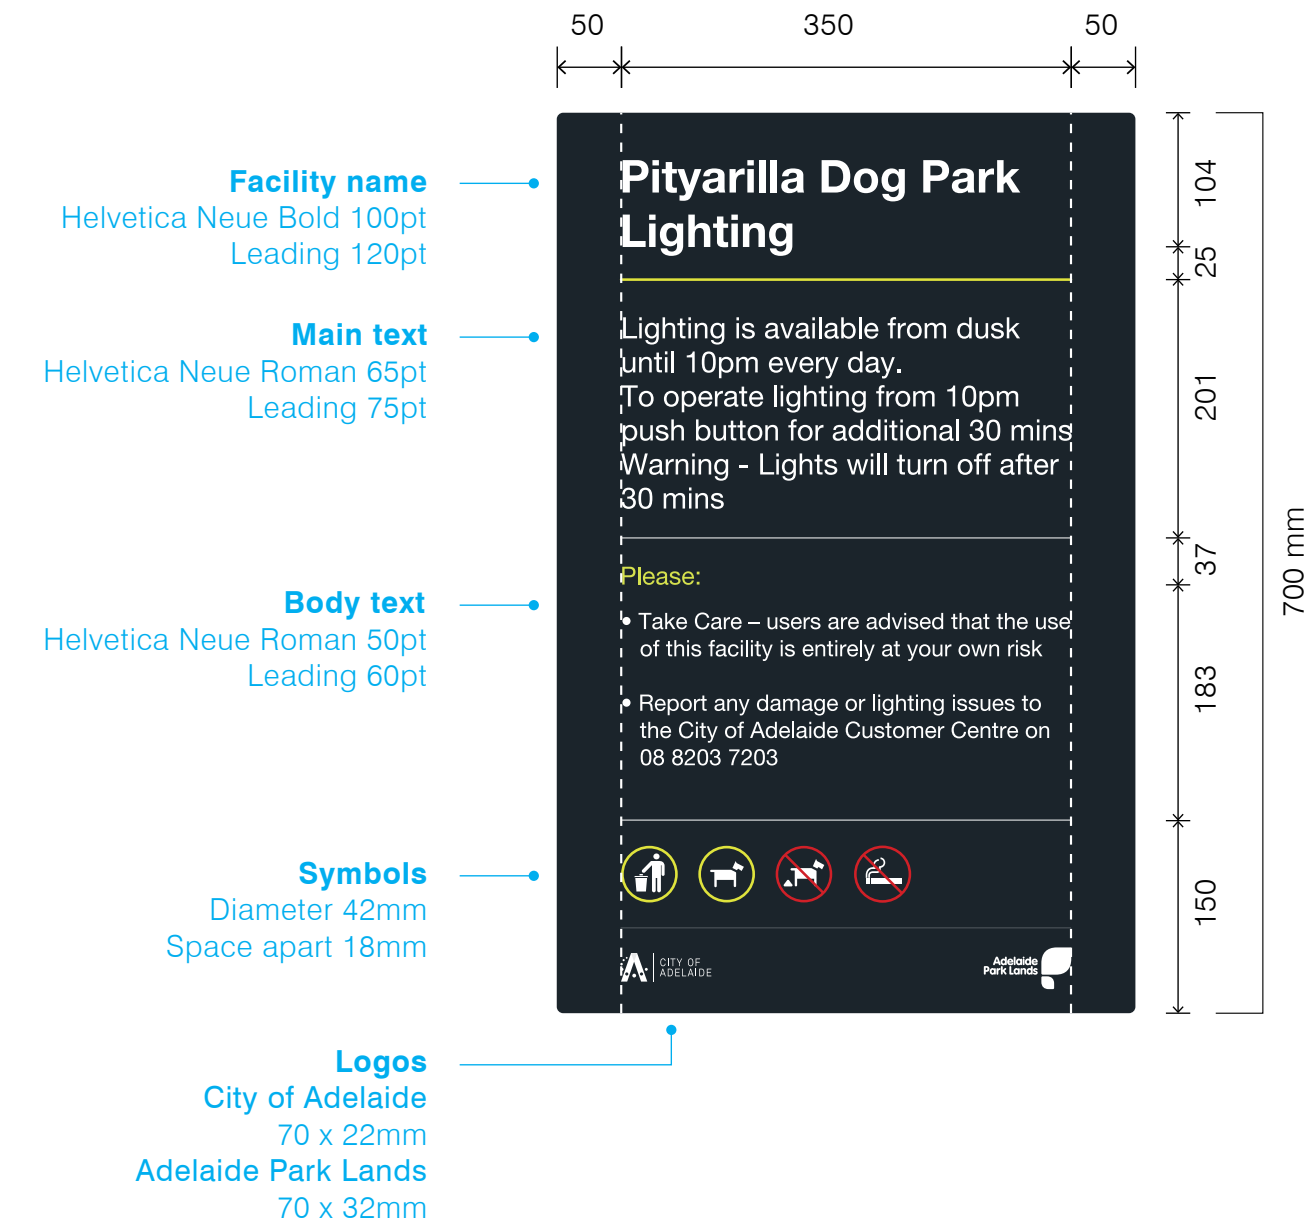 50 350 50
Facility name
Helvetica Neue Bold 100pt
Leading 120pt
Main text
Helvetica Neue Roman 65pt
Leading 75pt
Body text
Helvetica Neue Roman 50pt
Leading 60pt
Symbols
Diameter 42mm
Space apart 18mm
Logos
City of Adelaide
70 x 22mm
Adelaide Park Lands
70 x 32mm
Pityarilla Dog Park
Lighting
Lighting is available from dusk
until 10pm every day.
To operate lighting from 10pm
push button for additional 30 mins
Warning - Lights will turn off after
30 mins
Please:
• Take Care – users are advised that the use
of this facility is entirely at your own risk
• Report any damage or lighting issues to
the City of Adelaide Customer Centre on
08 8203 7203
CITY OF
ADELAIDE
Adelaide
Park Lands
104
25
201
37
183
150
700 mm